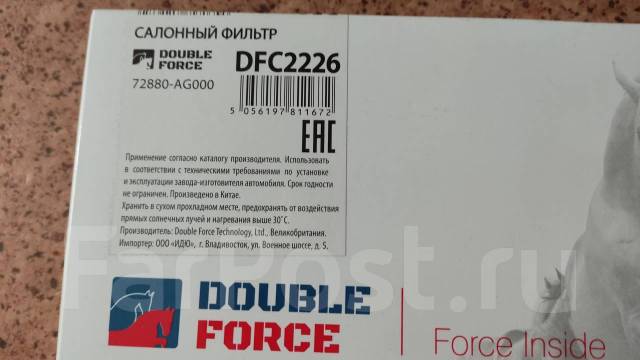 САЛОННЫЙ ФИЛЬТР
DOUBLE FORCE
DFC2226
72880-AG000
5 056197 811672
EAC
Применение согласно каталогу производителя. Использовать
в соответствии с техническими требованиями по установке
и эксплуатации завода-изготовителя автомобиля. Срок годности
не ограничен. Произведено в Китае.
Хранить в сухом прохладном месте, предохранять от воздействия
прямых солнечных лучей и нагревания выше 30°С.
Производитель: Double Force Technology, Ltd., Великобритания.
Импортер: ООО «ИДЮ», г. Владивосток, ул. Военное шоссе, д. 5.
DOUBLE
FORCE
Force Inside
FarPost.ru